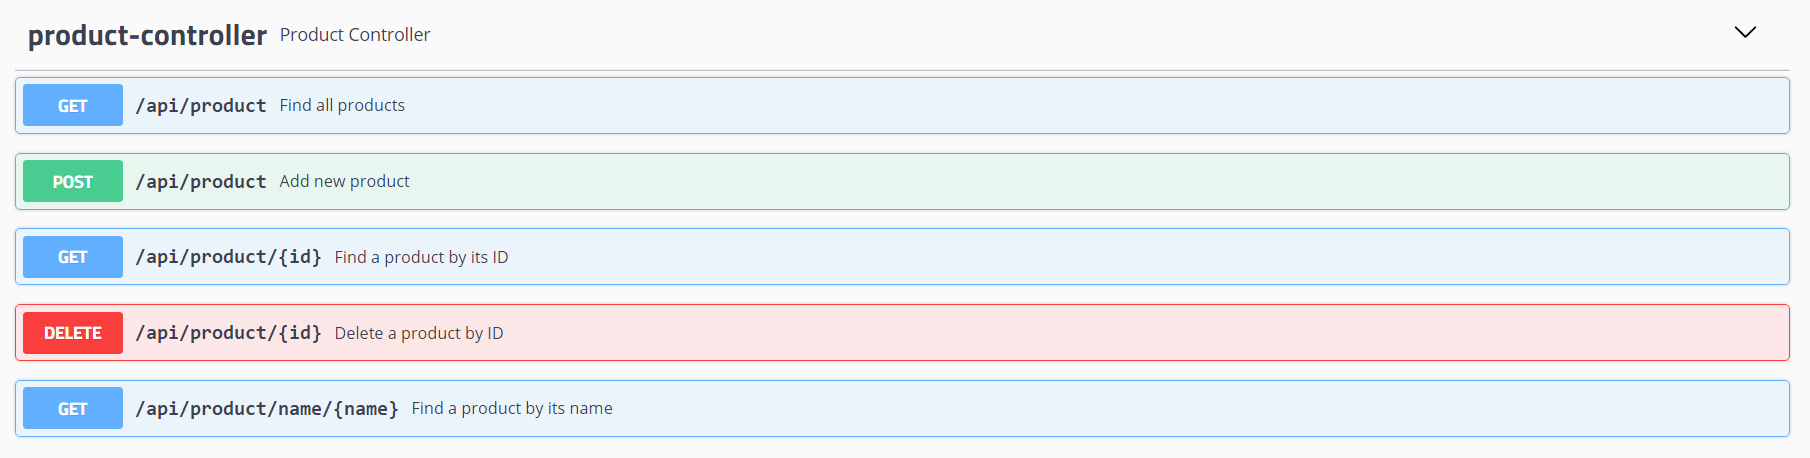 product-controller Product Controller
GET /api/product Find all products
POST /api/product Add new product
GET /api/product/{id} Find a product by its ID
DELETE /api/product/{id} Delete a product by ID
GET /api/product/name/{name} Find a product by its name